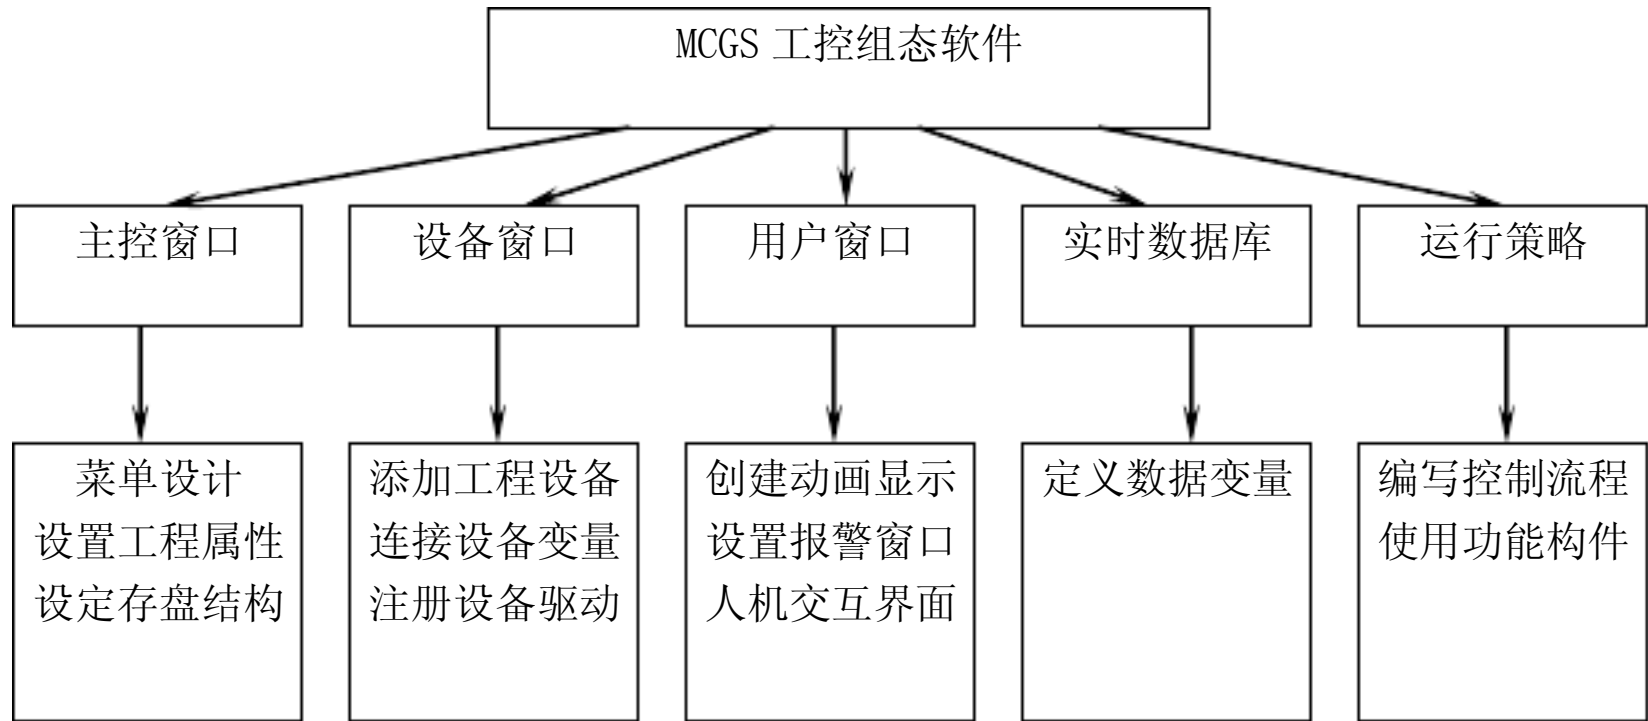 MCGS 工控组态软件
主控窗口
设备窗口
用户窗口
实时数据库
运行策略
菜单设计
设置工程属性
设定存盘结构
添加工程设备
连接设备变量
注册设备驱动
创建动画显示
设置报警窗口
人机交互界面
定义数据变量
编写控制流程
使用功能构件